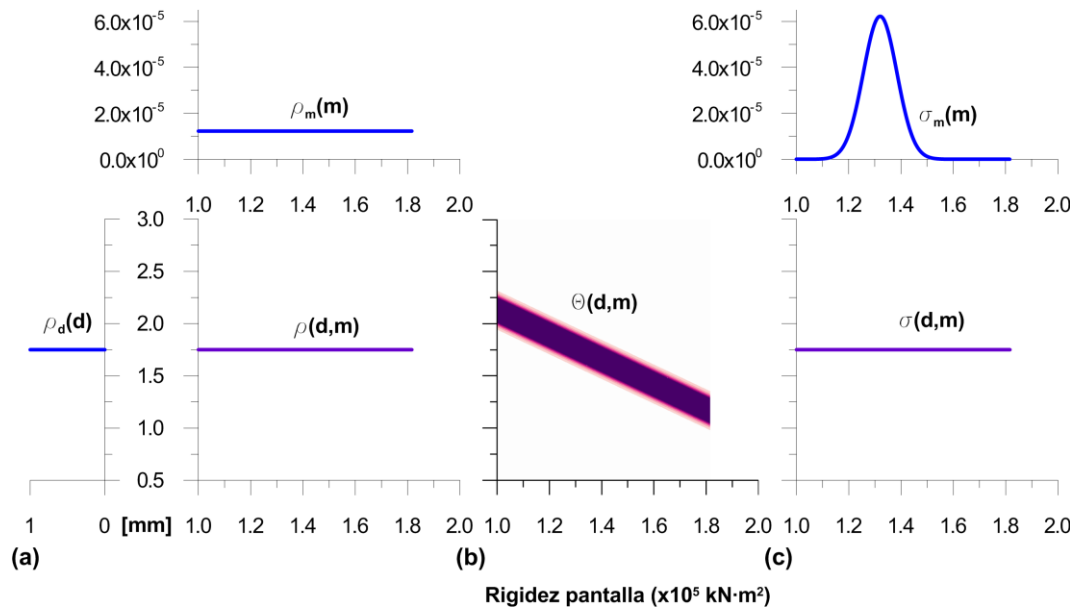 6.0x10⁻⁵ 6.0x10⁻⁵
4.0x10⁻⁵ 4.0x10⁻⁵
ρₘ(m) σₘ(m)
2.0x10⁻⁵ 2.0x10⁻⁵
0.0x10⁰ 0.0x10⁰
1.0 1.2 1.4 1.6 1.8 2.0 1.0 1.2 1.4 1.6 1.8 2.0
3.0
2.5
ρ_d(d) ρ(d,m) Θ(d,m) σ(d,m)
2.0
1.5
1.0
0.5
1 0 [mm] 1.0 1.2 1.4 1.6 1.8 2.0 1.0 1.2 1.4 1.6 1.8 2.0 1.0 1.2 1.4 1.6 1.8 2.0
(a) (b) (c)
Rigidez pantalla (x10⁵ kN·m²)